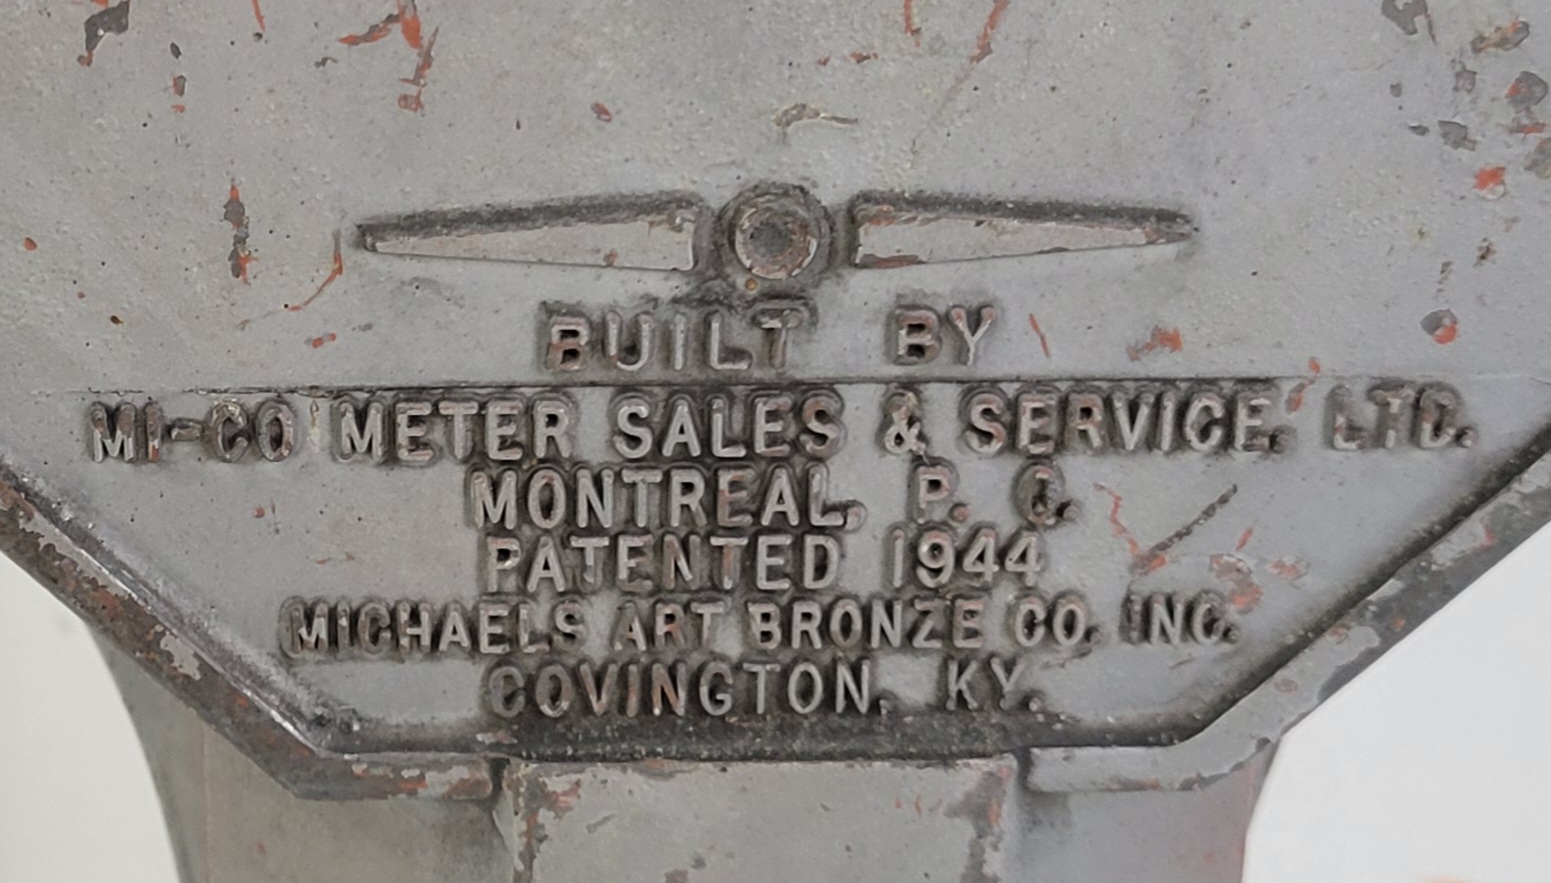 BUILT BY
MI-CO METER SALES & SERVICE. LTD.
MONTREAL. P. Q.
PATENTED 1944
MICHAELS ART BRONZE CO. INC.
COVINGTON, KY.